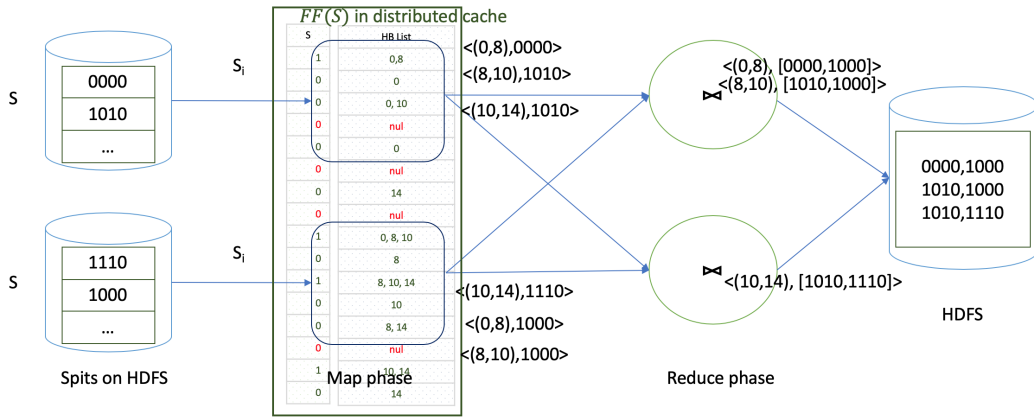 FF(S) in distributed cache
S HB List
1 0,8
0 0
0 0, 10
0 nul
0 0
0 nul
0 14
0 nul
1 0, 8, 10
0 8
1 8, 10, 14
0 10
0 8, 14
0 nul
1 10, 14
0 14
S
0000
1010
...
Si
S
1110
1000
...
Si
<(0,8),0000>
<(8,10),1010>
<(10,14),1010>
<(10,14),1110>
<(0,8),1000>
<(8,10),1000>
<(0,8), [0000,1000]>
<(8,10), [1010,1000]>
⋈
⋈
<(10,14), [1010,1110]>
0000,1000
1010,1000
1010,1110
HDFS
Spits on HDFS
Map phase
Reduce phase